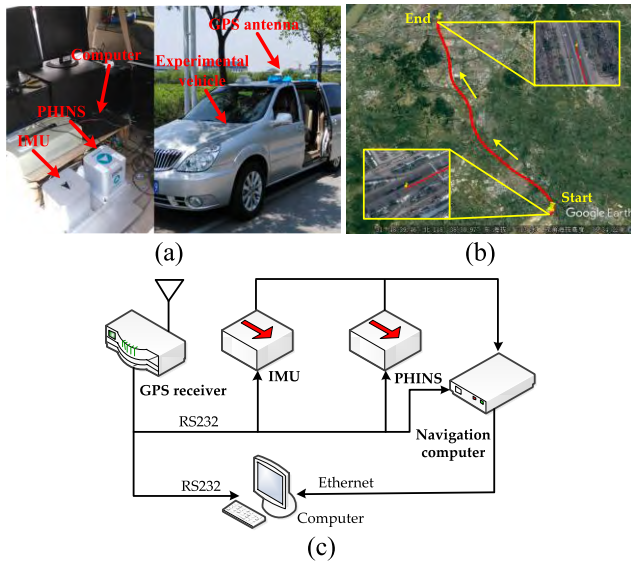 GPS antenna
Computer
Experimental
vehicle
PHINS
IMU
(a)
End
Start
Google Earth
(b)
GPS receiver
IMU
PHINS
RS232
Navigation
computer
RS232
Ethernet
Computer
(c)